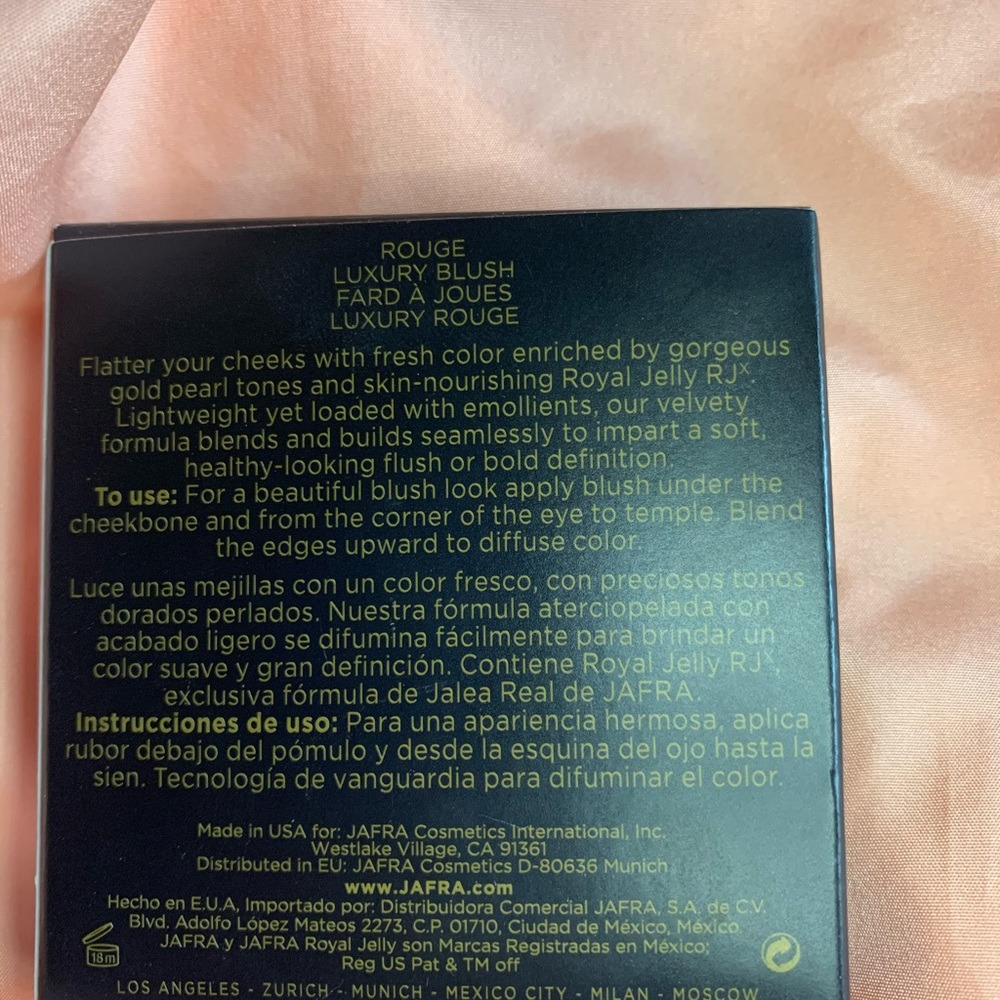 ROUGE
LUXURY BLUSH
FARD À JOUES
LUXURY ROUGE
Flatter your cheeks with fresh color enriched by gorgeous
gold pearl tones and skin-nourishing Royal Jelly RJˣ.
Lightweight yet loaded with emollients, our velvety
formula blends and builds seamlessly to impart a soft,
healthy-looking flush or bold definition.
To use: For a beautiful blush look apply blush under the
cheekbone and from the corner of the eye to temple. Blend
the edges upward to diffuse color.
Luce unas mejillas con un color fresco, con preciosos tonos
dorados perlados. Nuestra fórmula aterciopelada con
acabado ligero se difumina fácilmente para brindar un
color suave y gran definición. Contiene Royal Jelly RJˣ,
exclusiva fórmula de Jalea Real de JAFRA.
Instrucciones de uso: Para una apariencia hermosa, aplica
rubor debajo del pómulo y desde la esquina del ojo hasta la
sien. Tecnología de vanguardia para difuminar el color.
Made in USA for: JAFRA Cosmetics International, Inc.
Westlake Village, CA 91361
Distributed in EU: JAFRA Cosmetics D-80636 Munich
www.JAFRA.com
Hecho en E.U.A, Importado por: Distribuidora Comercial JAFRA, S.A. de C.V.
Blvd. Adolfo López Mateos 2273, C.P. 01710, Ciudad de México, México.
JAFRA y JAFRA Royal Jelly son Marcas Registradas en México;
Reg US Pat & TM off
18m
LOS ANGELES - ZURICH - MUNICH - MEXICO CITY - MILAN - MOSCOW